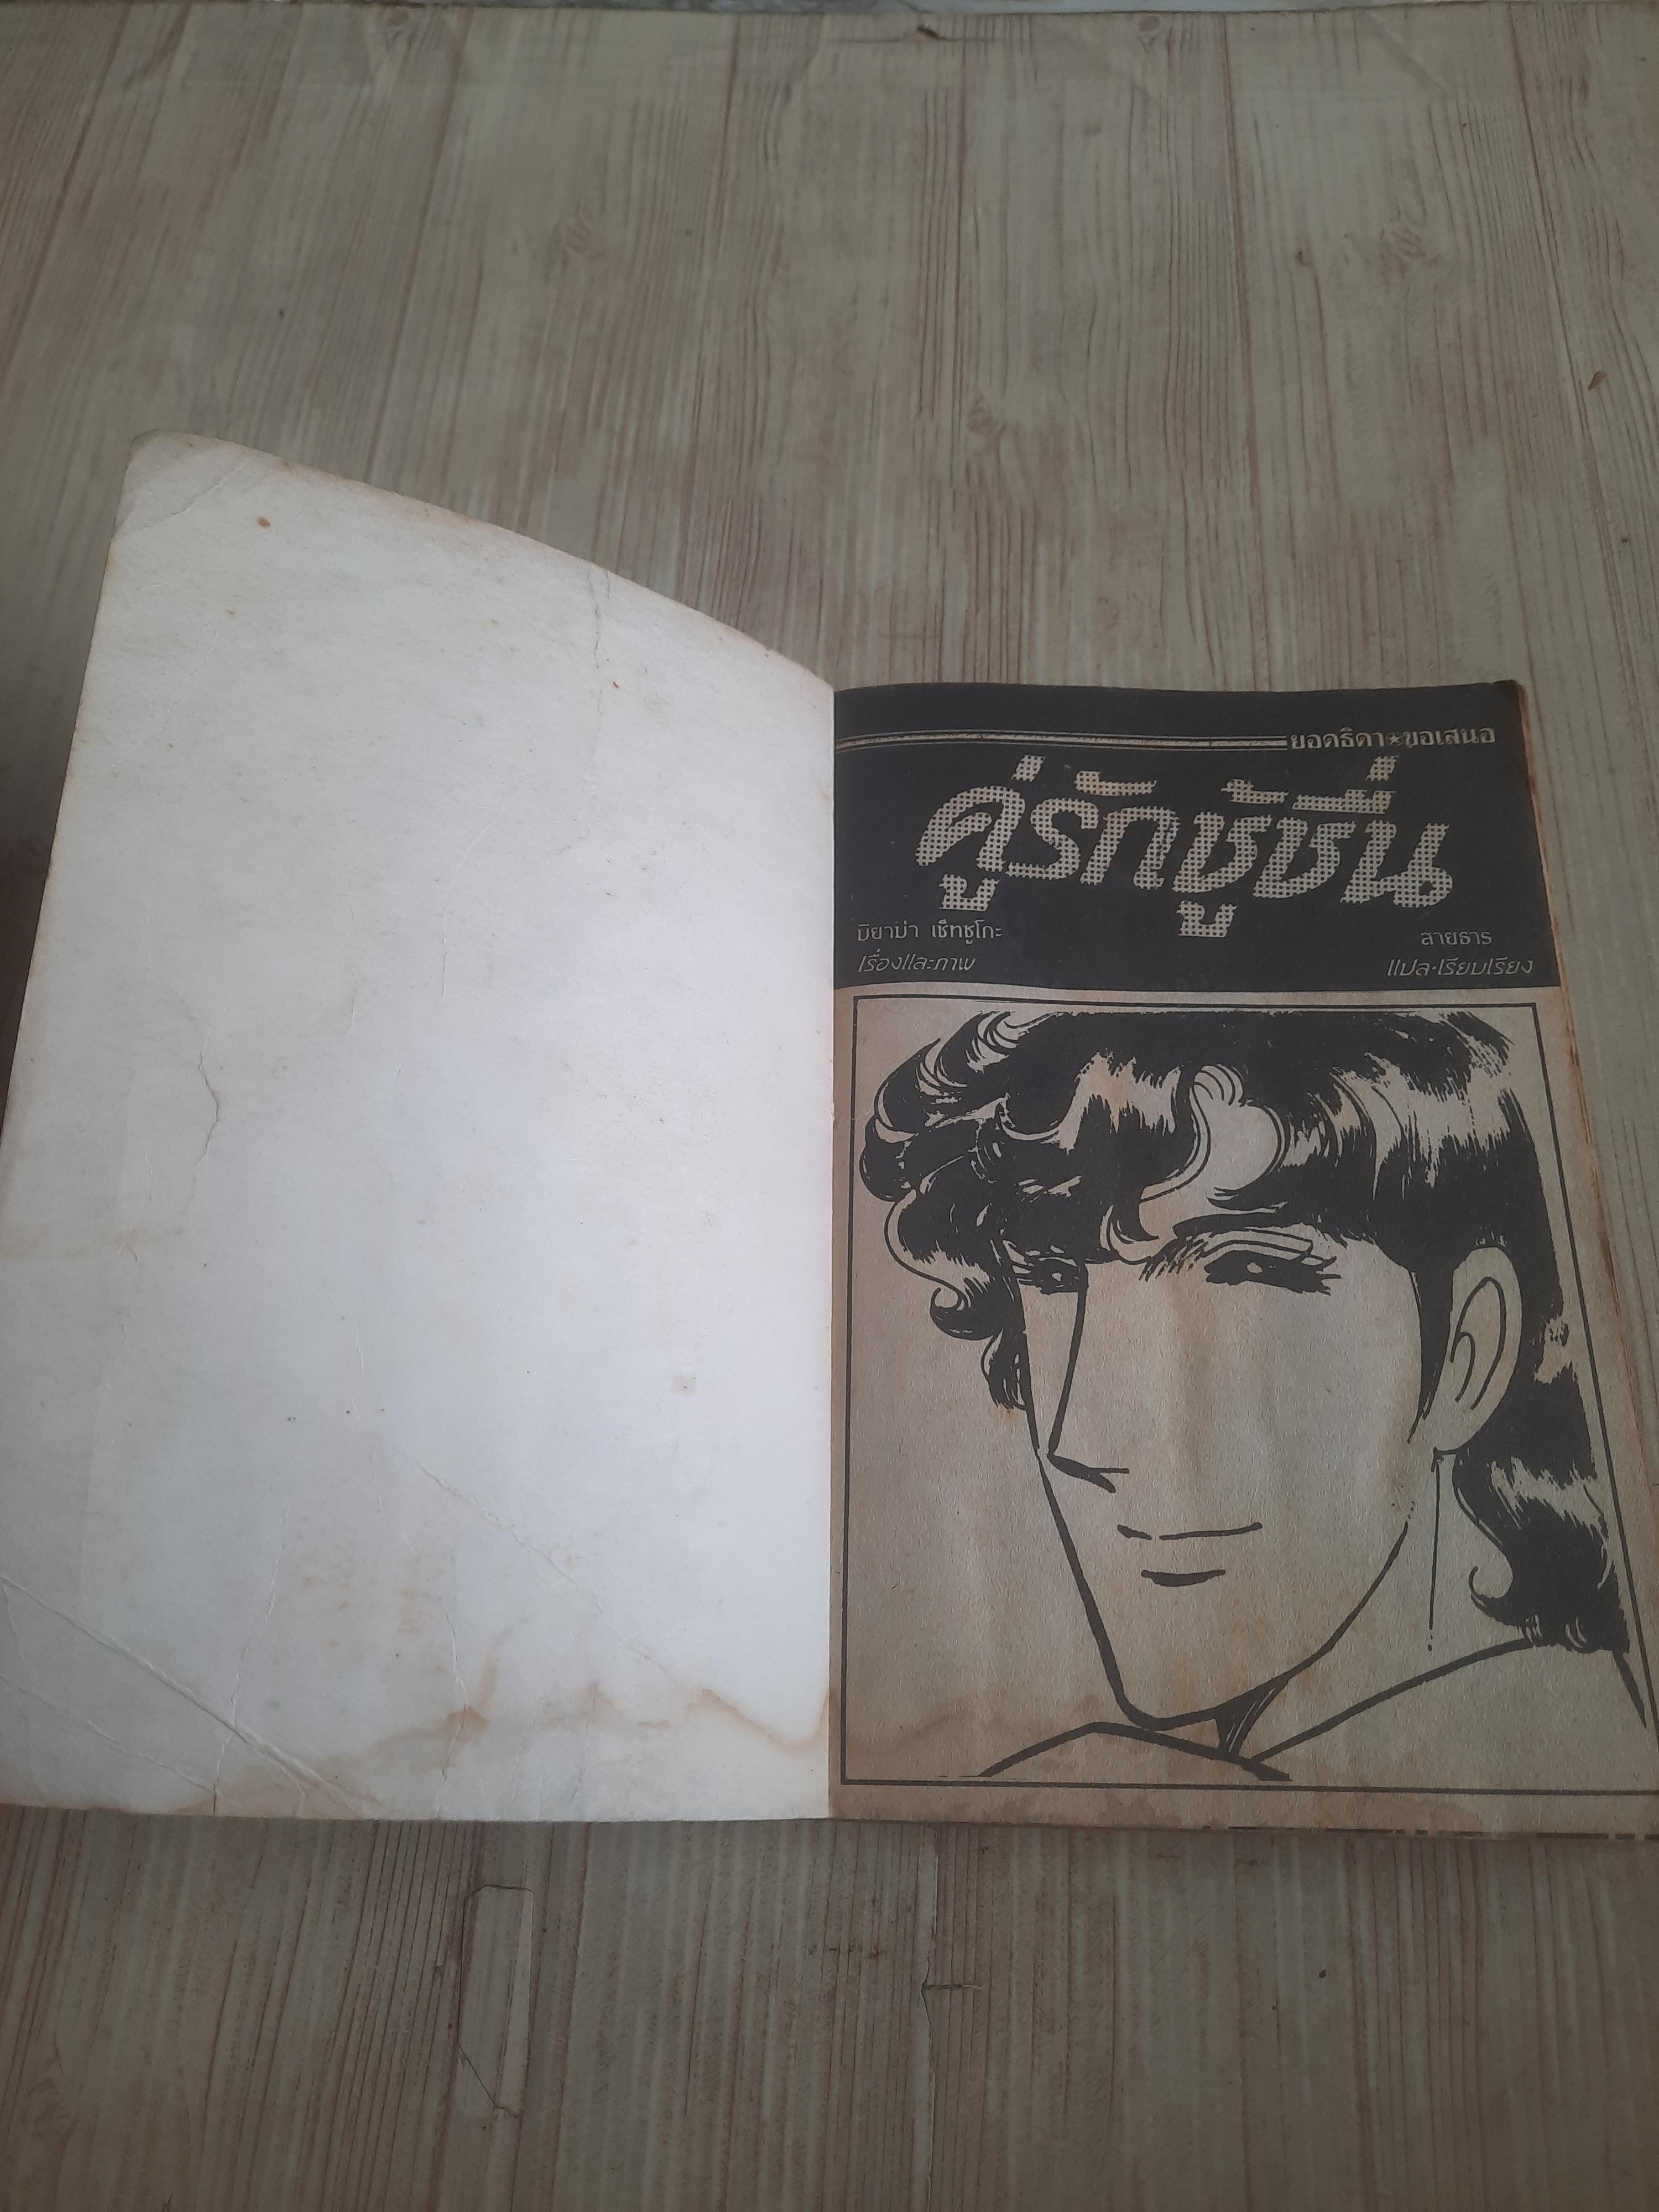 ยอดธิดา★ขอเสนอ
คู่รักชู้ชื่น
มิยาม่า เซ็ทซูโกะ
เรื่องและภาพ
สายธาร
แปล·เรียบเรียง